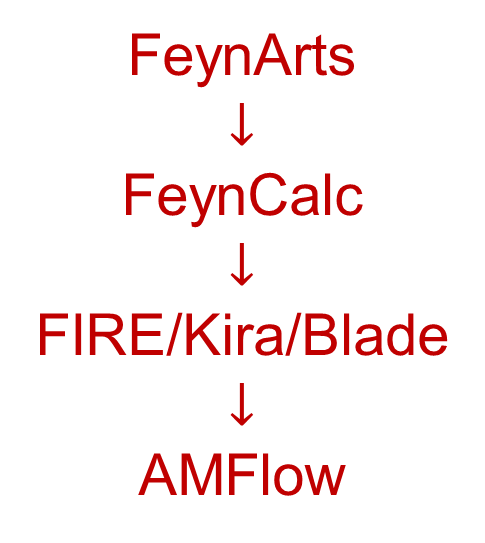 FeynArts
↓
FeynCalc
↓
FIRE/Kira/Blade
↓
AMFlow